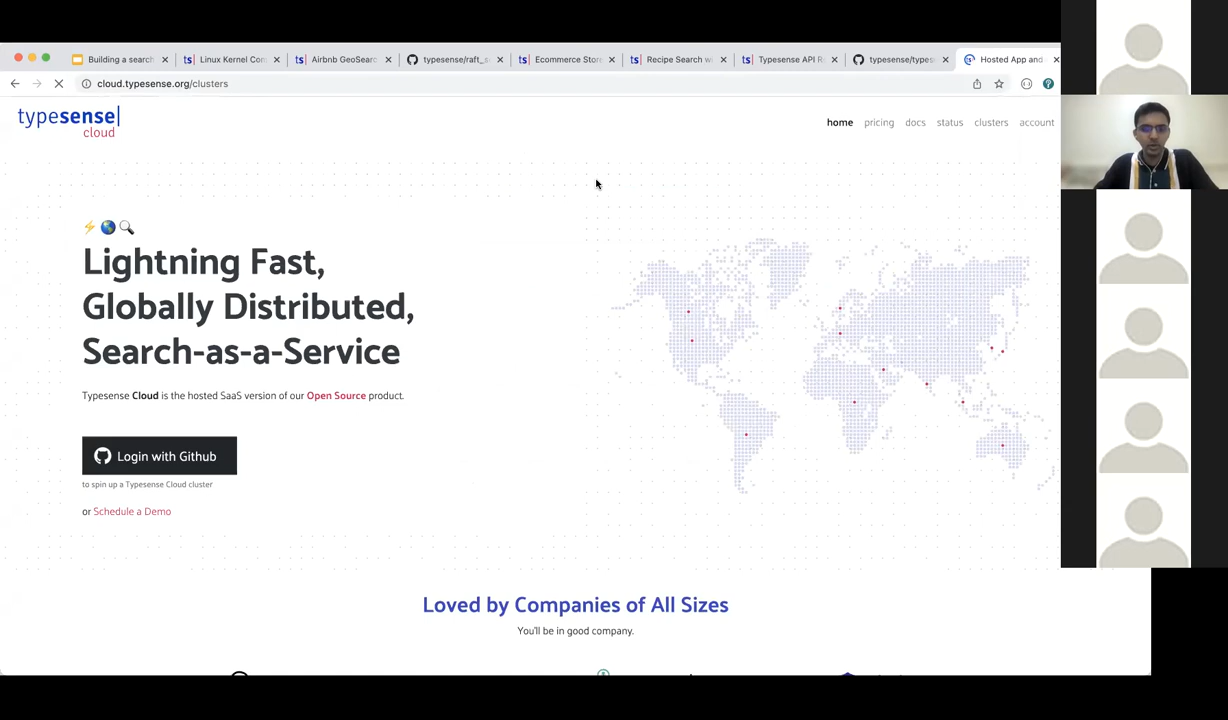 Building a search
Linux Kernel Com
Airbnb GeoSearc
typesense/raft_s
Ecommerce Store
Recipe Search w
Typesense API R
typesense/types
Hosted App and
cloud.typesense.org/clusters
typesense|
cloud
home pricing docs status clusters account
Lightning Fast,
Globally Distributed,
Search-as-a-Service
Typesense Cloud is the hosted SaaS version of our Open Source product.
Login with Github
to spin up a Typesense Cloud cluster
or Schedule a Demo
Loved by Companies of All Sizes
You'll be in good company.